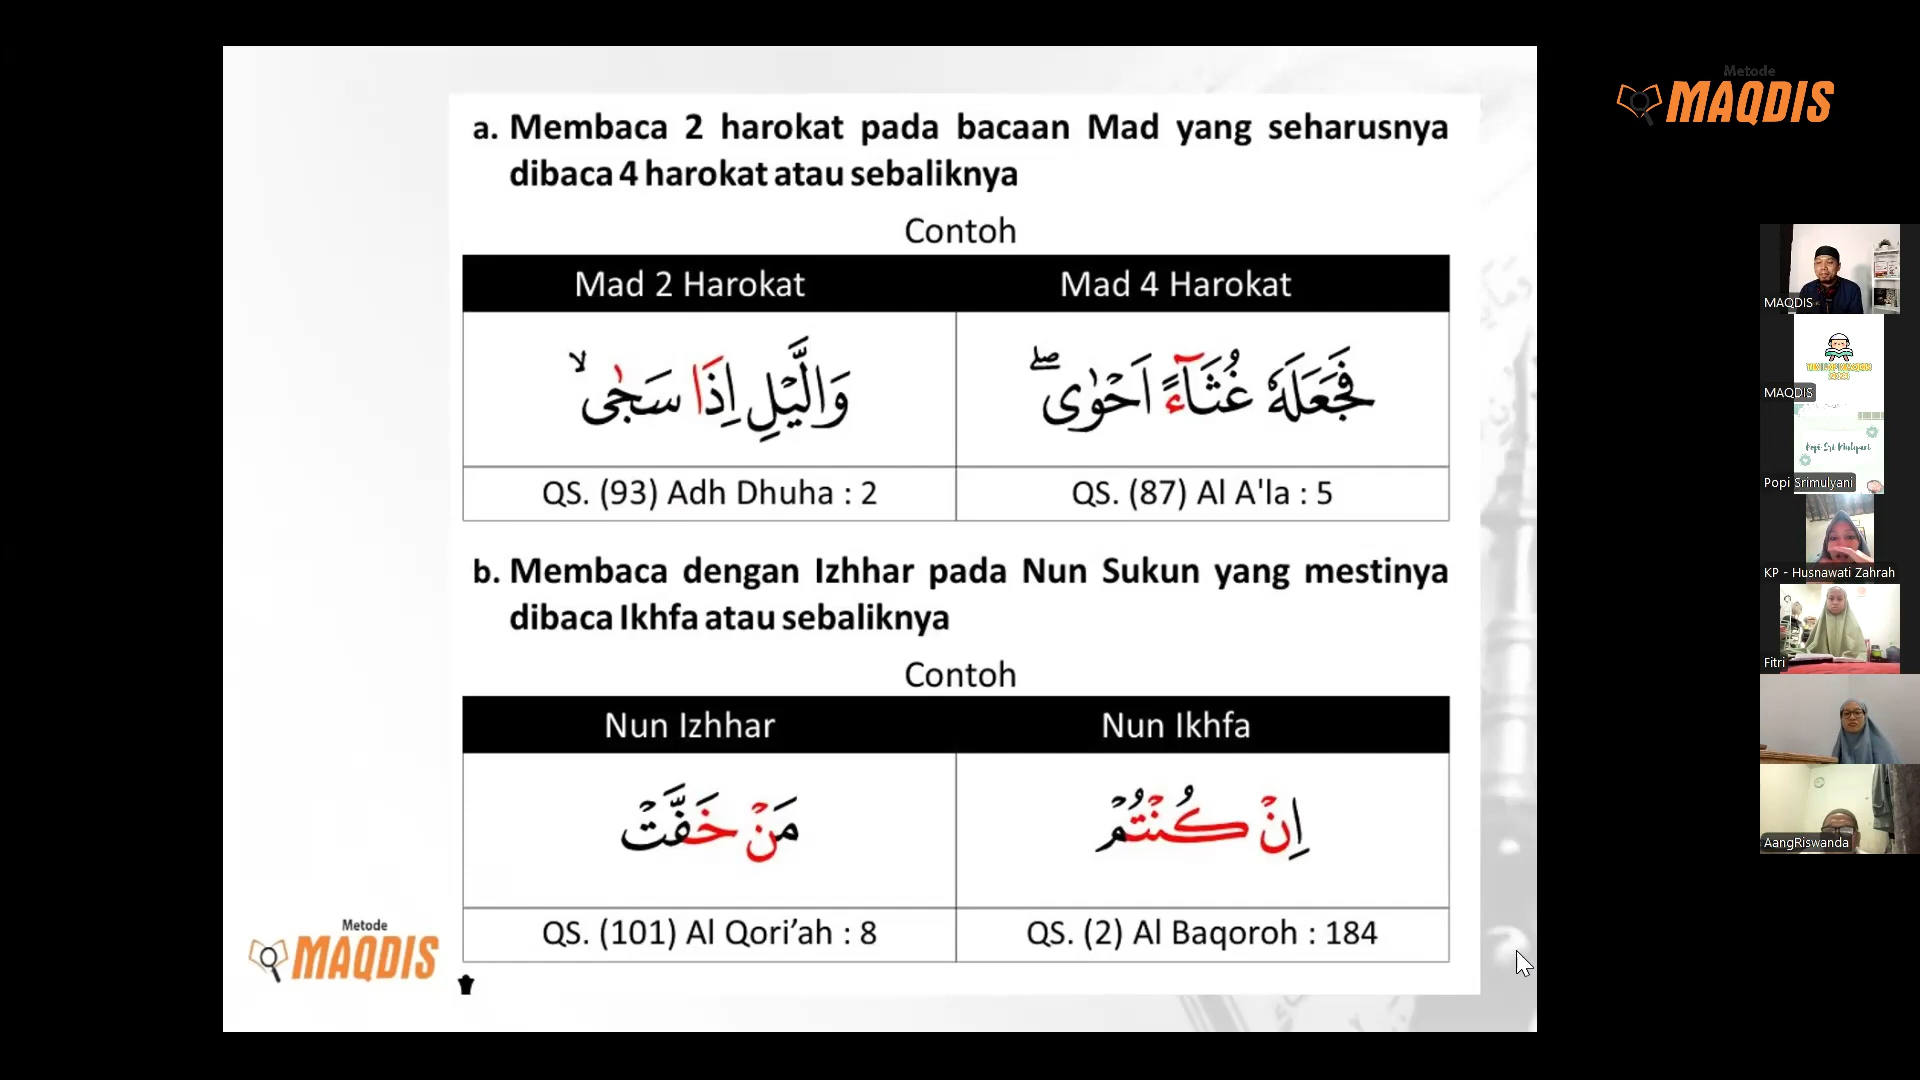 a. Membaca 2 harokat pada bacaan Mad yang seharusnya
dibaca 4 harokat atau sebaliknya
Contoh
Mad 2 Harokat
Mad 4 Harokat
وَالَّيْلِ اِذَا سَجٰىۙ
فَجَعَلَهٗ غُثَاۤءً اَحْوٰىۖ
QS. (93) Adh Dhuha : 2
QS. (87) Al A'la : 5
b. Membaca dengan Izhhar pada Nun Sukun yang mestinya
dibaca Ikhfa atau sebaliknya
Contoh
Nun Izhhar
Nun Ikhfa
مَنْ خَفَّتْ
اِنْ كُنْتُمْ
QS. (101) Al Qori’ah : 8
QS. (2) Al Baqoroh : 184
Metode
MAQDIS
Metode
MAQDIS
MAQDIS
MAQDIS
Popi Sri Mulyani
Popi Srimulyani
KP - Husnawati Zahrah
Fitri
AangRiswanda